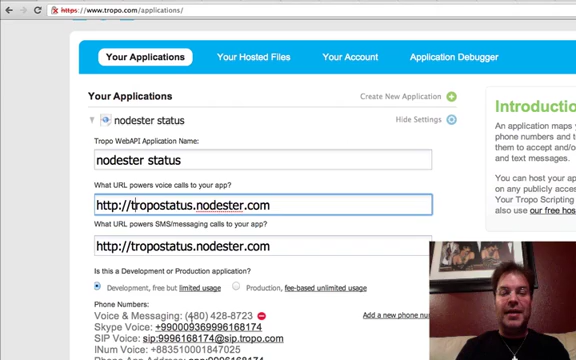 https://www.tropo.com/applications/
Your Applications Your Hosted Files Your Account Application Debugger
Your Applications
Create New Application
nodester status
Hide Settings
Tropo WebAPI Application Name:
nodester status
What URL powers voice calls to your app?
http://tropostatus.nodester.com
What URL powers SMS/messaging calls to your app?
http://tropostatus.nodester.com
Is this a Development or Production application?
Development, free but limited usage
Production, fee-based unlimited usage
Phone Numbers:
Voice & Messaging: (480) 428-8723
Add a new phone num
Skype Voice: +990009369996168174
SIP Voice: sip:9996168174@sip.tropo.com
INum Voice: +883510001847025
Introductio
An application maps y
phone numbers and to
them to accept and/o
and text messages.
You can host your ap
on any publicly acces
Your Tropo Scripting
also use our free hos